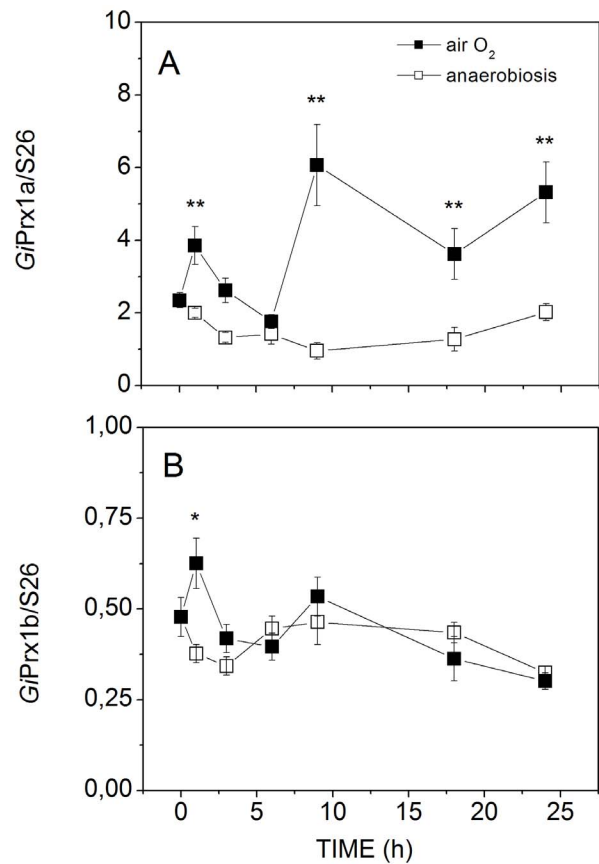 10
A
air O₂
anaerobiosis
8
**
**
6
**
**
GiPrx1a/S26
4
2
0
1,00
B
0,75
*
GiPrx1b/S26
0,50
0,25
0,00
0 5 10 15 20 25
TIME (h)